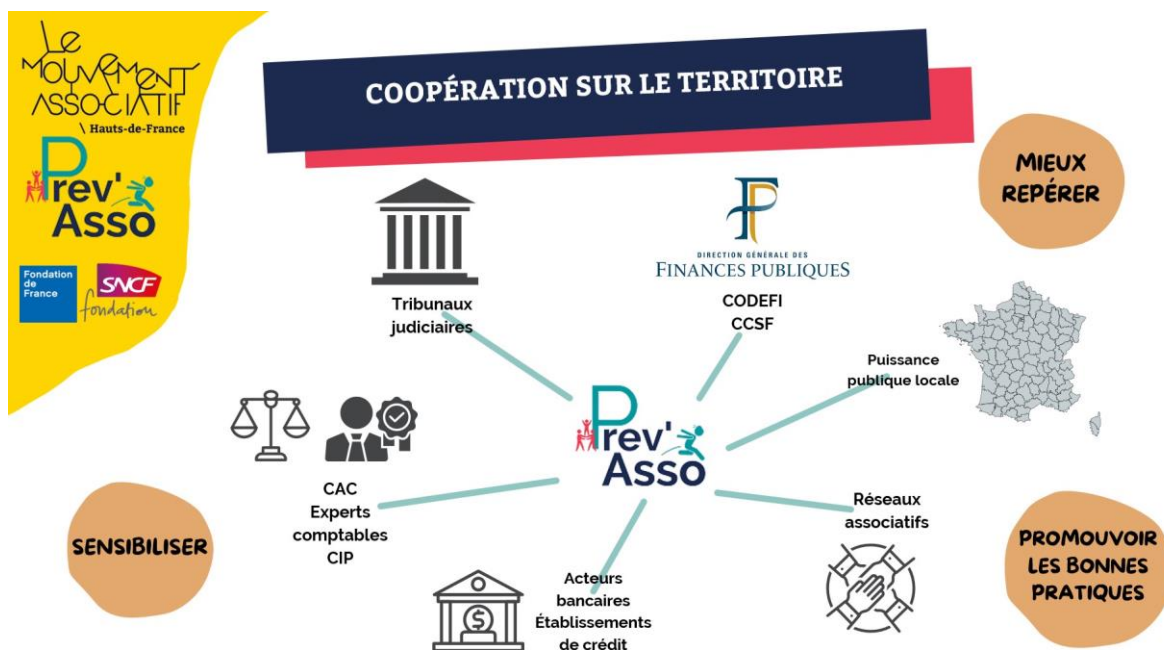 Le
MOUVEMENT
ASSOCIATIF
\ Hauts-de-France
Prev'
Asso
Fondation
de
France
SNCF
fondation
COOPÉRATION SUR LE TERRITOIRE
MIEUX
REPÉRER
Tribunaux
judiciaires
DIRECTION GÉNÉRALE DES
FINANCES PUBLIQUES
CODEFI
CCSF
Puissance
publique locale
Prev'
Asso
CAC
Experts
comptables
CIP
Réseaux
associatifs
SENSIBILISER
Acteurs
bancaires
Établissements
de crédit
PROMOUVOIR
LES BONNES
PRATIQUES